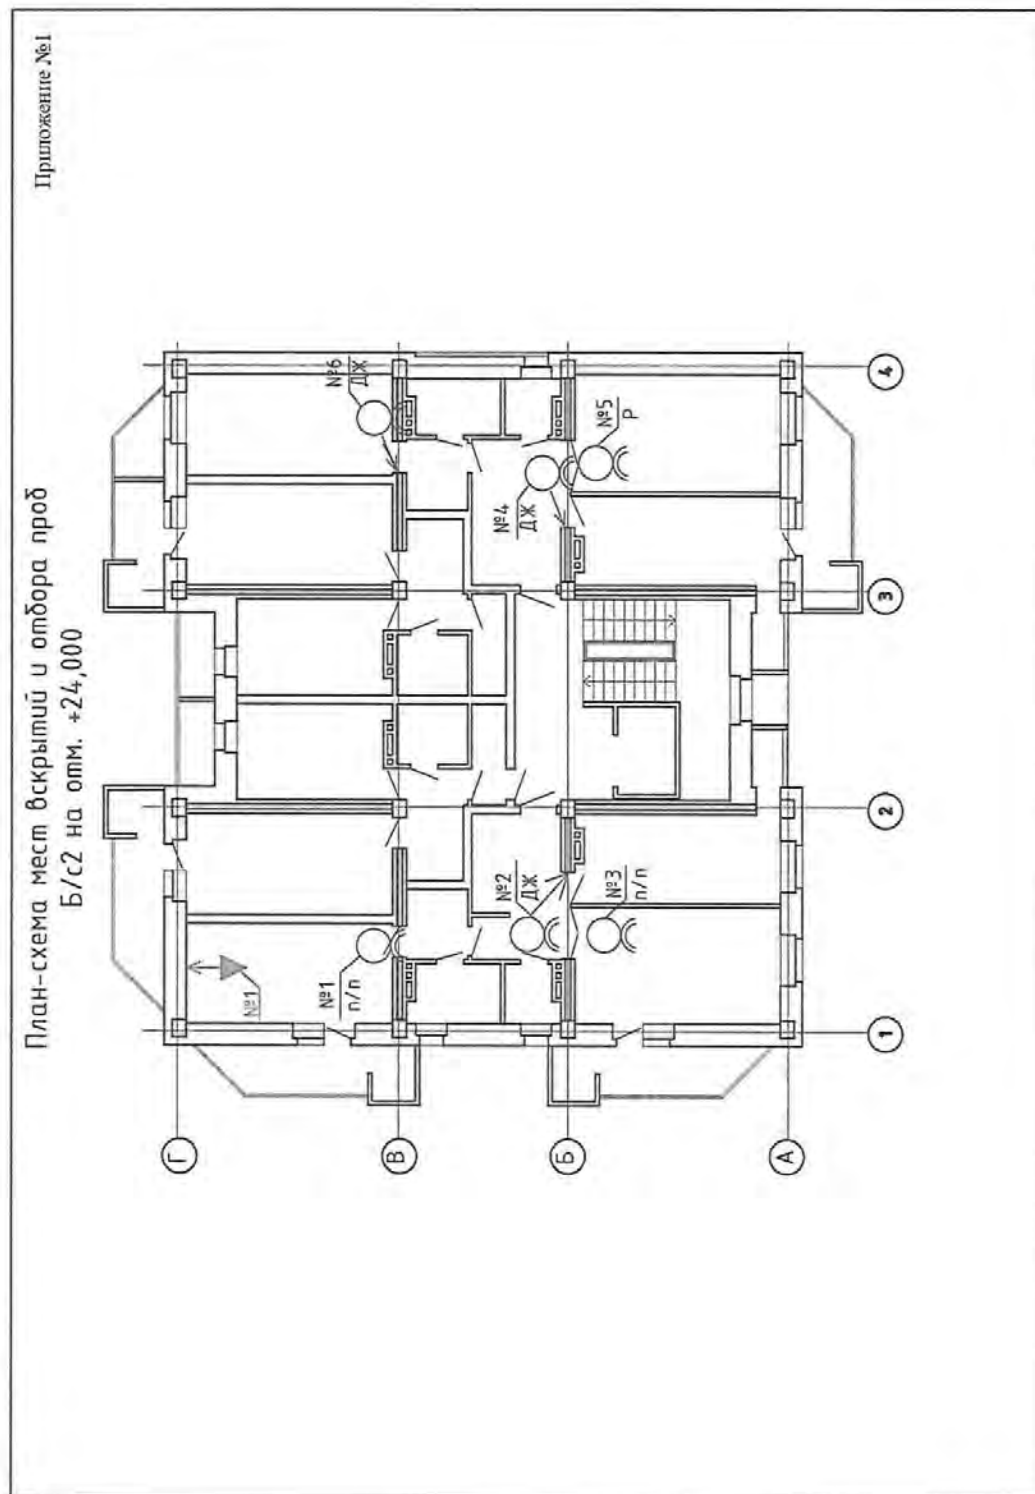 Приложение №1
План-схема мест вскрытий и отбора проб
Б/с2 на отм. +24,000
№1
№1
п/п
№2
ДЖ
№3
п/п
№4
ДЖ
№5
Р
№6
ДЖ
Г
В
Б
А
1
2
3
4